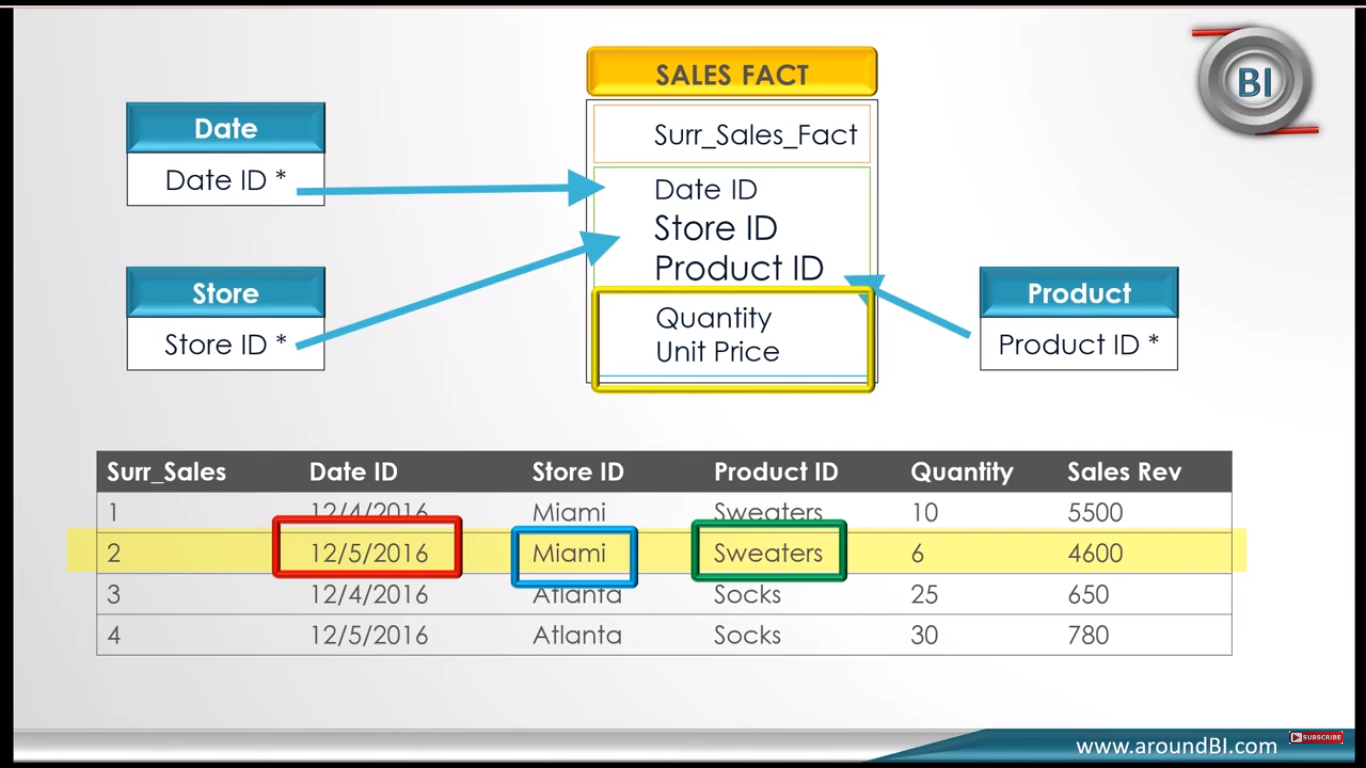 BI
SALES FACT
Surr_Sales_Fact
Date ID
Store ID
Product ID
Quantity
Unit Price
Date
Date ID *
Store
Store ID *
Product
Product ID *
Surr_Sales Date ID Store ID Product ID Quantity Sales Rev
1 12/4/2016 Miami Sweaters 10 5500
2 12/5/2016 Miami Sweaters 6 4600
3 12/4/2016 Atlanta Socks 25 650
4 12/5/2016 Atlanta Socks 30 780
www.aroundBI.com
SUBSCRIBE